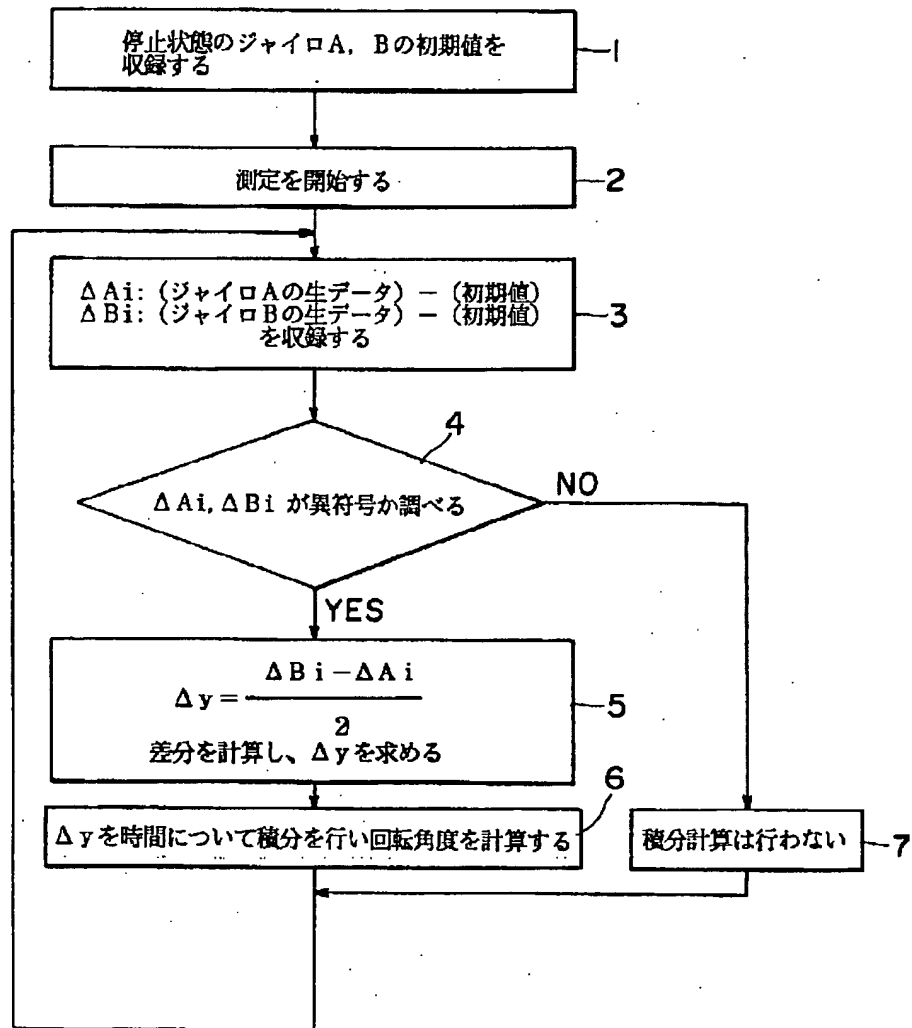 停止状態のジャイロA, Bの初期値を
収録する
1
測定を開始する
2
ΔAi: (ジャイロAの生データ) − (初期値)
ΔBi: (ジャイロBの生データ) − (初期値)
を収録する
3
4
ΔAi, ΔBi が異符号か調べる
NO
YES
ΔBi−ΔAi
Δy=
2
差分を計算し、Δyを求める
5
6
Δyを時間について積分を行い回転角度を計算する
積分計算は行わない
7